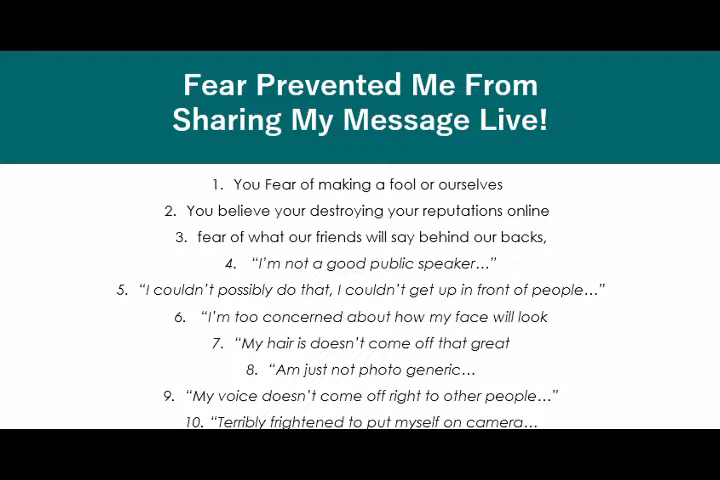 Fear Prevented Me From
Sharing My Message Live!
1. You Fear of making a fool or ourselves
2. You believe your destroying your reputations online
3. fear of what our friends will say behind our backs,
4. “I’m not a good public speaker…”
5. “I couldn’t possibly do that, I couldn’t get up in front of people…”
6. “I’m too concerned about how my face will look
7. “My hair is doesn’t come off that great
8. “Am just not photo generic…
9. “My voice doesn’t come off right to other people…”
10. “Terribly frightened to put myself on camera…